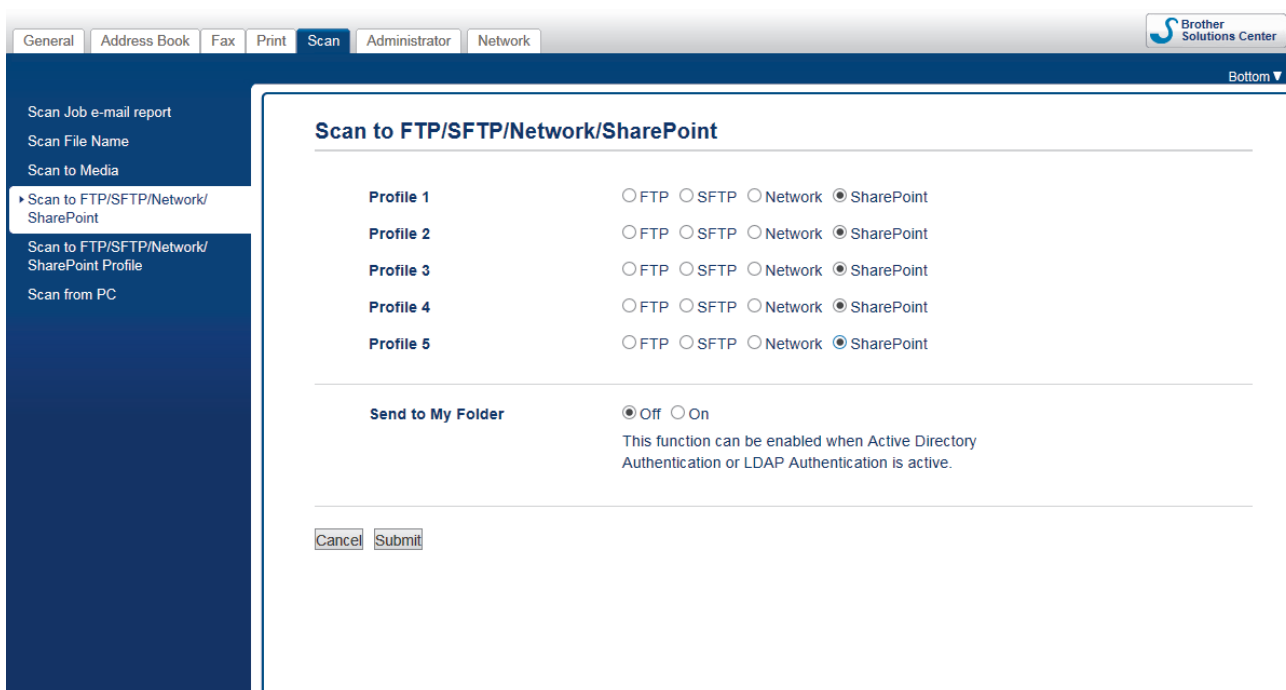 General Address Book Fax Print Scan Administrator Network
Brother
Solutions Center
Bottom▼
Scan Job e-mail report
Scan File Name
Scan to Media
Scan to FTP/SFTP/Network/
SharePoint
Scan to FTP/SFTP/Network/
SharePoint Profile
Scan from PC
Scan to FTP/SFTP/Network/SharePoint
Profile 1 FTP SFTP Network SharePoint
Profile 2 FTP SFTP Network SharePoint
Profile 3 FTP SFTP Network SharePoint
Profile 4 FTP SFTP Network SharePoint
Profile 5 FTP SFTP Network SharePoint
Send to My Folder Off On
This function can be enabled when Active Directory
Authentication or LDAP Authentication is active.
Cancel Submit